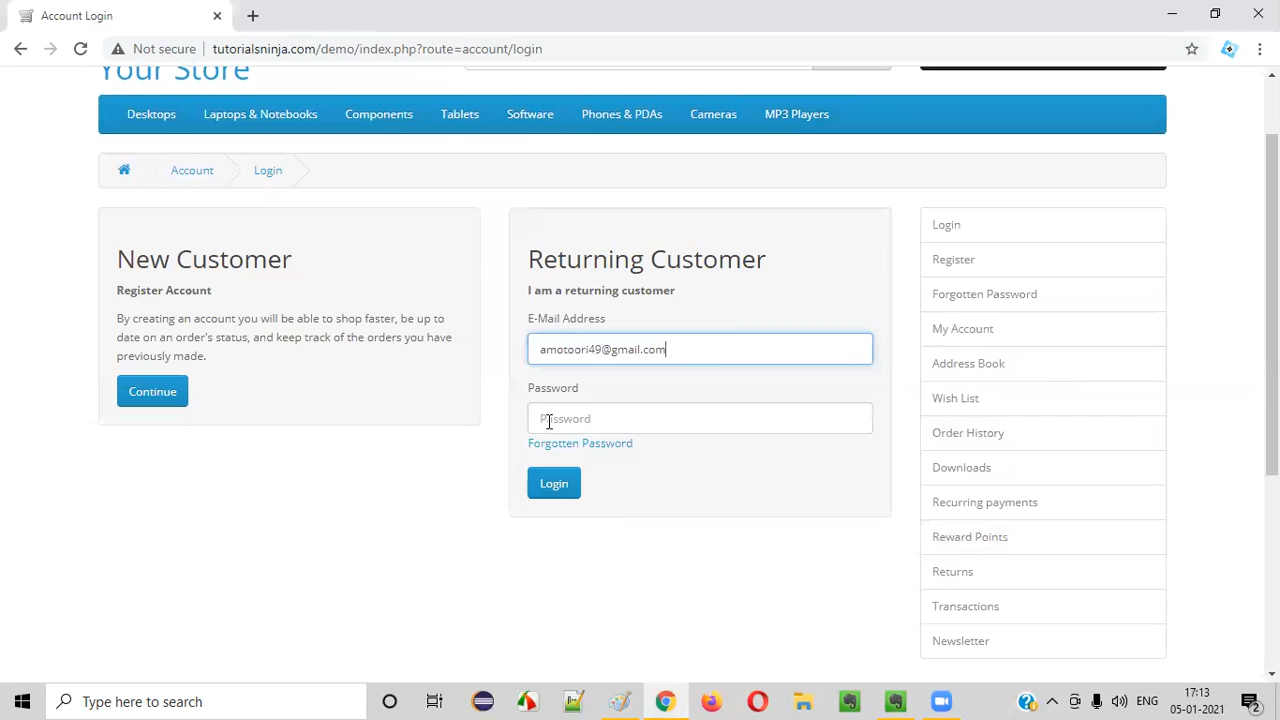 Account Login
Not secure
tutorialsninja.com/demo/index.php?route=account/login
Your Store
Desktops
Laptops & Notebooks
Components
Tablets
Software
Phones & PDAs
Cameras
MP3 Players
Account
Login
New Customer
Register Account
By creating an account you will be able to shop faster, be up to
date on an order's status, and keep track of the orders you have
previously made.
Continue
Returning Customer
I am a returning customer
E-Mail Address
amotoori49@gmail.com
Password
Password
Forgotten Password
Login
Login
Register
Forgotten Password
My Account
Address Book
Wish List
Order History
Downloads
Recurring payments
Reward Points
Returns
Transactions
Newsletter
Type here to search
ENG
17:13
05-01-2021
2